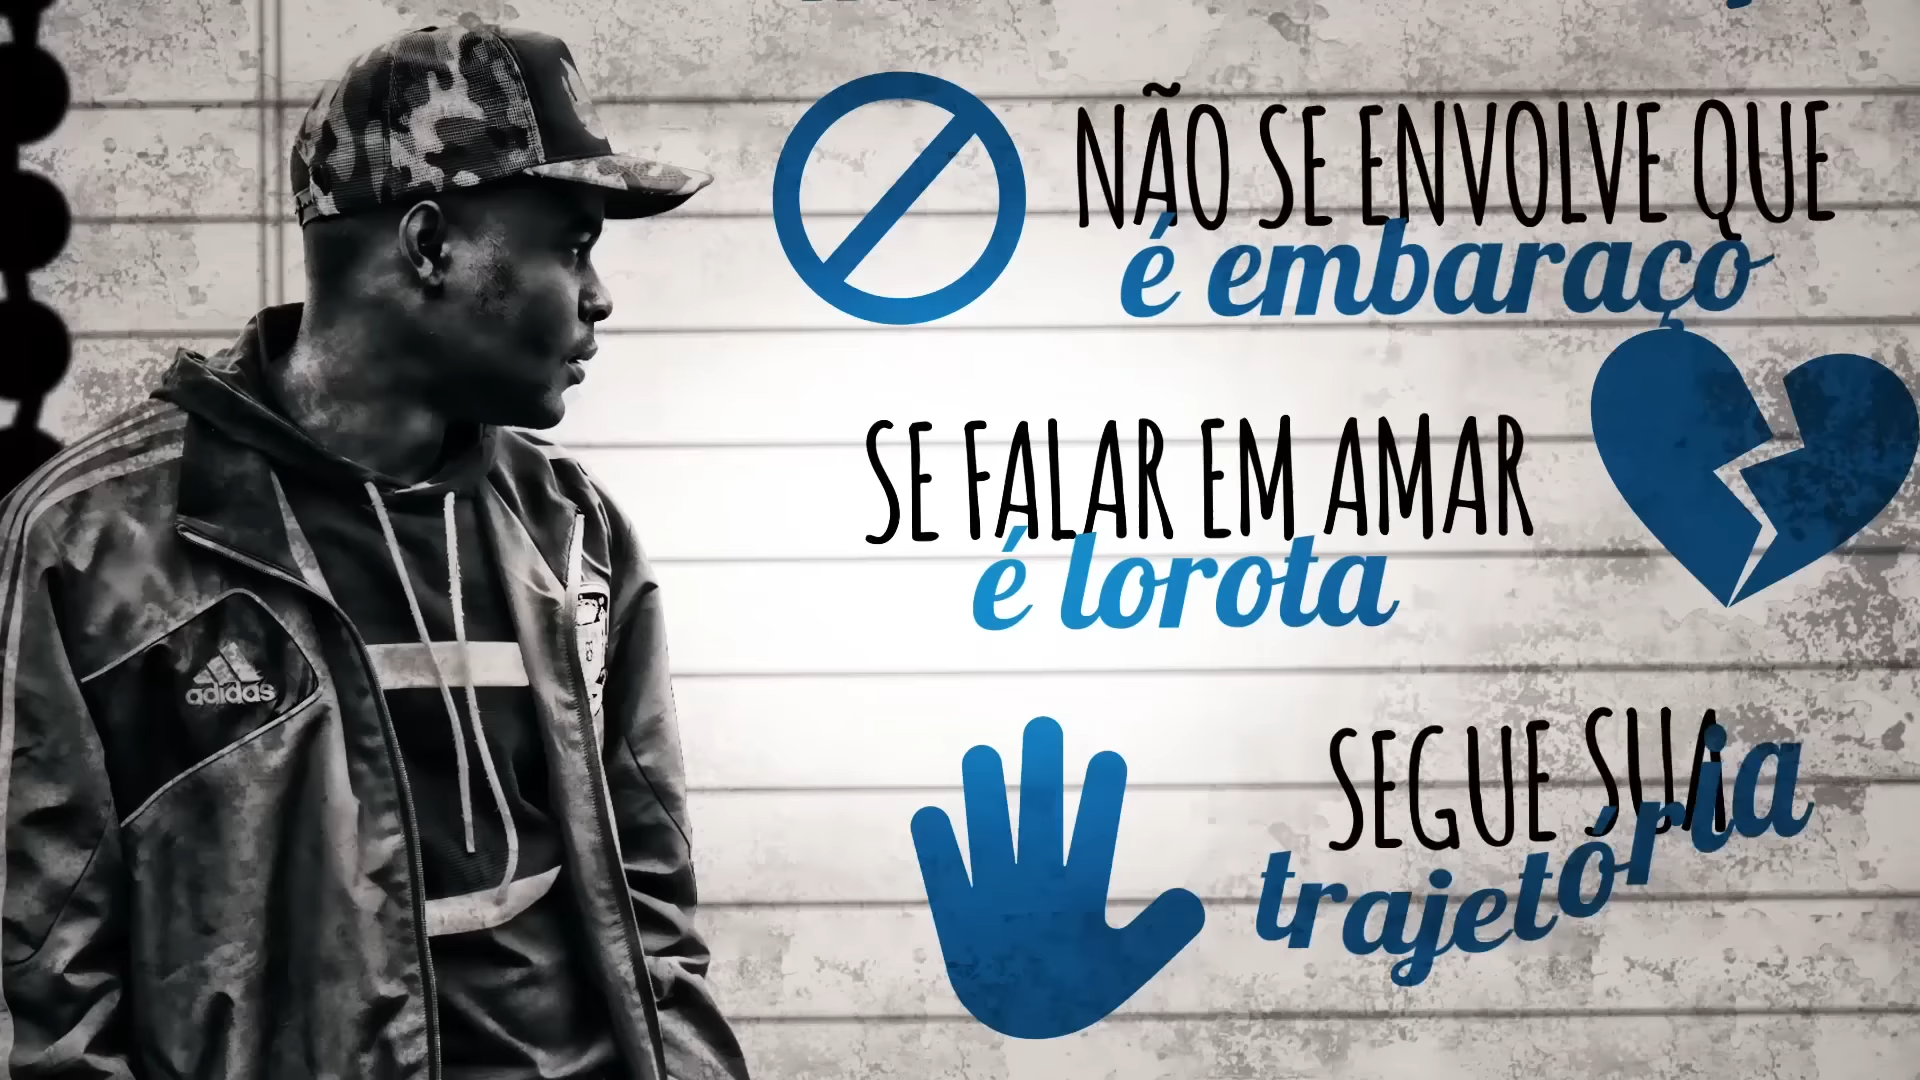 NÃO SE ENVOLVE QUE
é embaraço
SE FALAR EM AMAR
é lorota
SEGUE SUA
trajetória
adidas